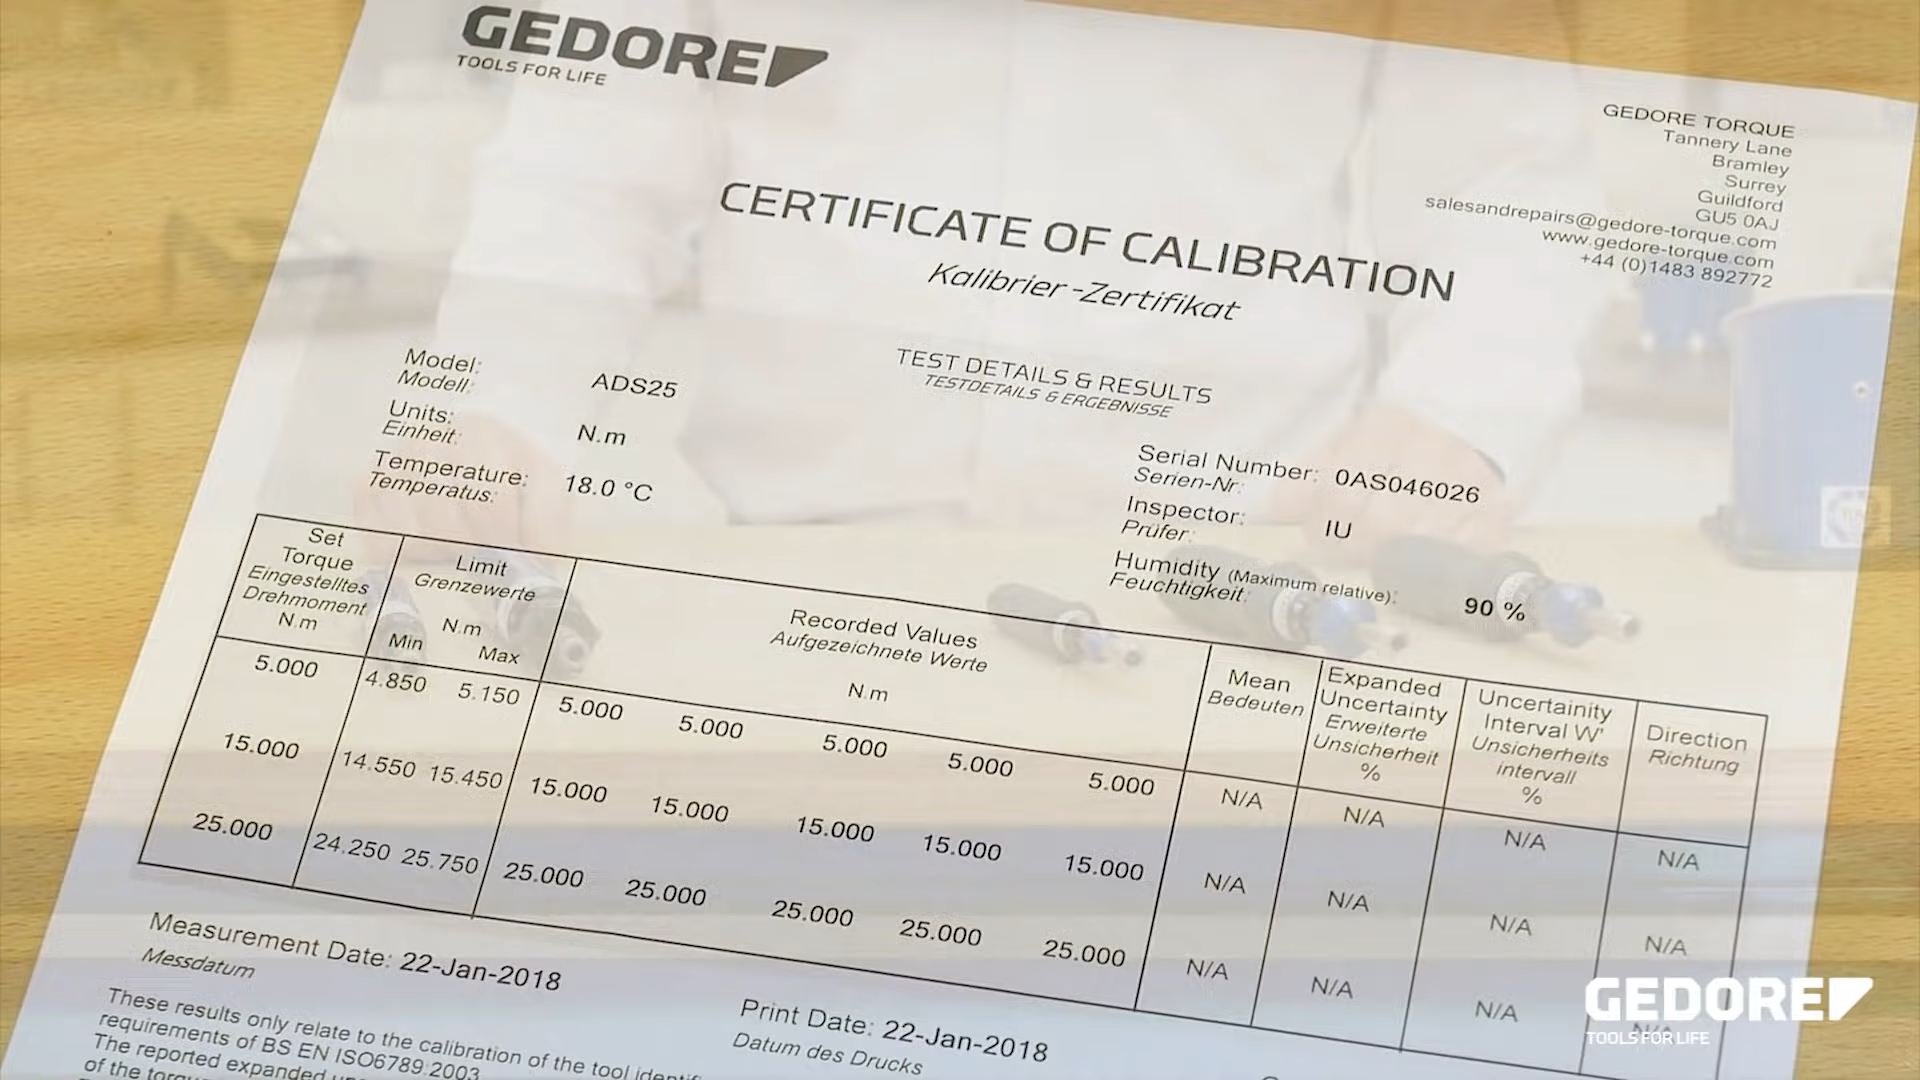 GEDORE
TOOLS FOR LIFE
GEDORE TORQUE
Tannery Lane
Bramley
Surrey
Guildford
GU5 0AJ
salesandrepairs@gedore-torque.com
www.gedore-torque.com
+44 (0)1483 892772
CERTIFICATE OF CALIBRATION
Kalibrier-Zertifikat
TEST DETAILS & RESULTS
TESTDETAILS & ERGEBNISSE
Model: ADS25
Modell:
Units: N.m
Einheit:
Temperature: 18.0 °C
Temperatus:
Serial Number: 0AS046026
Serien-Nr:
Inspector: IU
Prüfer:
Humidity (Maximum relative): 90 %
Feuchtigkeit:
Set
Torque
Eingestelltes
Drehmoment
N.m
Limit
Grenzewerte
N.m
Min Max
Recorded Values
Aufgezeichnete Werte
N.m
Mean
Bedeuten
Expanded
Uncertainty
Erweiterte
Unsicherheit
%
Uncertainity
Interval W'
Unsicherheits
intervall
%
Direction
Richtung
5.000 4.850 5.150 5.000 5.000 5.000 5.000 5.000 N/A N/A N/A N/A
15.000 14.550 15.450 15.000 15.000 15.000 15.000 15.000 N/A N/A N/A N/A
25.000 24.250 25.750 25.000 25.000 25.000 25.000 25.000 N/A N/A N/A N/A
Measurement Date: 22-Jan-2018
Messdatum
Print Date: 22-Jan-2018
Datum des Drucks
These results only relate to the calibration of the tool
requirements of BS EN ISO6789:2003
The reported expanded
of the
GEDORE
TOOLS FOR LIFE